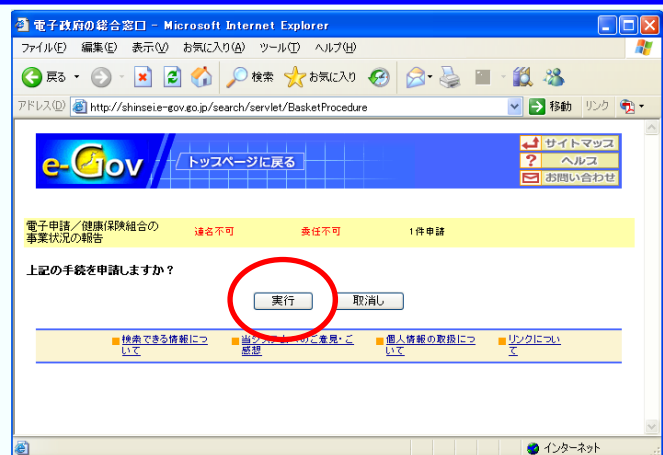 電子政府の総合窓口 - Microsoft Internet Explorer
ファイル(F) 編集(E) 表示(V) お気に入り(A) ツール(T) ヘルプ(H)
戻る 検索 お気に入り
アドレス(D) http://shinsei.e-gov.go.jp/search/servlet/BasketProcedure 移動 リンク
e-Gov トップページに戻る
サイトマップ
? ヘルプ
お問い合わせ
電子申請/健康保険組合の
事業状況の報告 連名不可 委任不可 1件申請
上記の手続を申請しますか?
実行 取消し
検索できる情報につ
いて
ご意見・ご
感想
個人情報の取扱につ
いて
リンクについ
て
インターネット